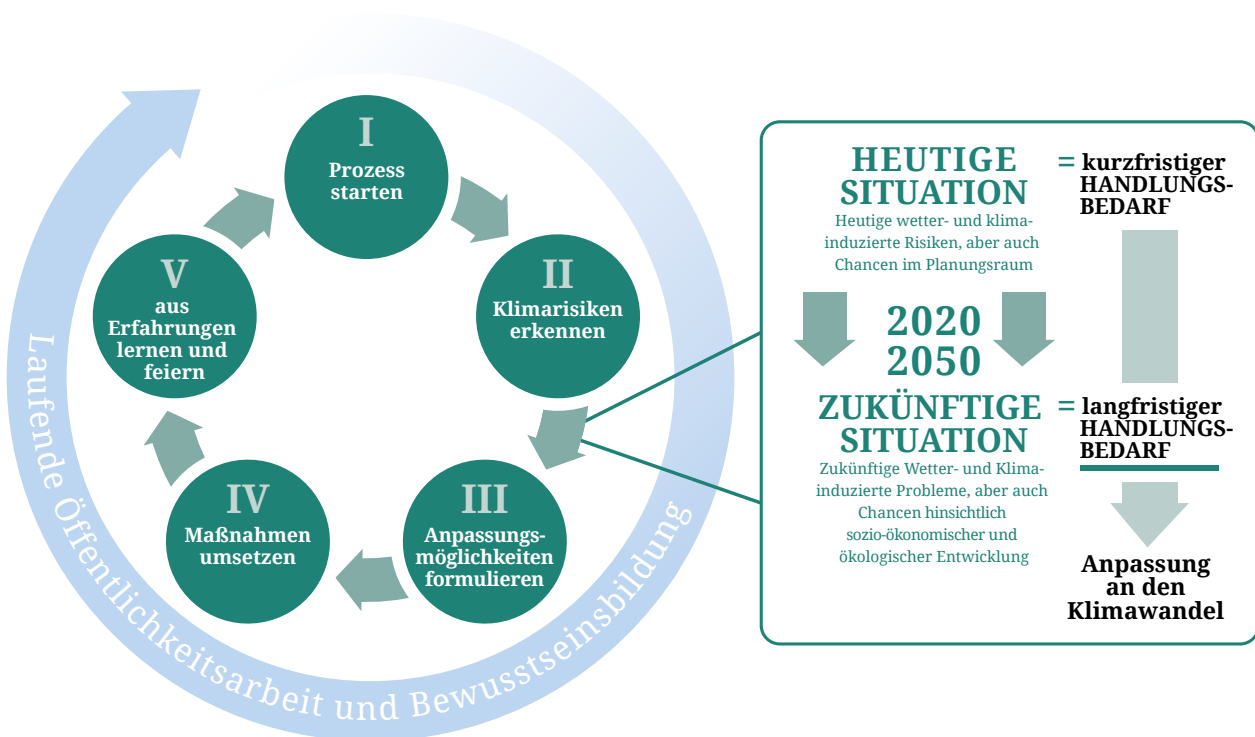 I
Prozess
starten
II
Klimarisiken
erkennen
III
Anpassungs-
möglichkeiten
formulieren
IV
Maßnahmen
umsetzen
V
aus
Erfahrungen
lernen und
feiern
Laufende Öffentlichkeitsarbeit und Bewusstseinsbildung
HEUTIGE
SITUATION
Heutige wetter- und klima-
induzierte Risiken, aber auch
Chancen im Planungsraum
= kurzfristiger
HANDLUNGS-
BEDARF
2020
2050
ZUKÜNFTIGE
SITUATION
Zukünftige Wetter- und Klima-
induzierte Probleme, aber auch
Chancen hinsichtlich
sozio-ökonomischer und
ökologischer Entwicklung
= langfristiger
HANDLUNGS-
BEDARF
Anpassung
an den
Klimawandel